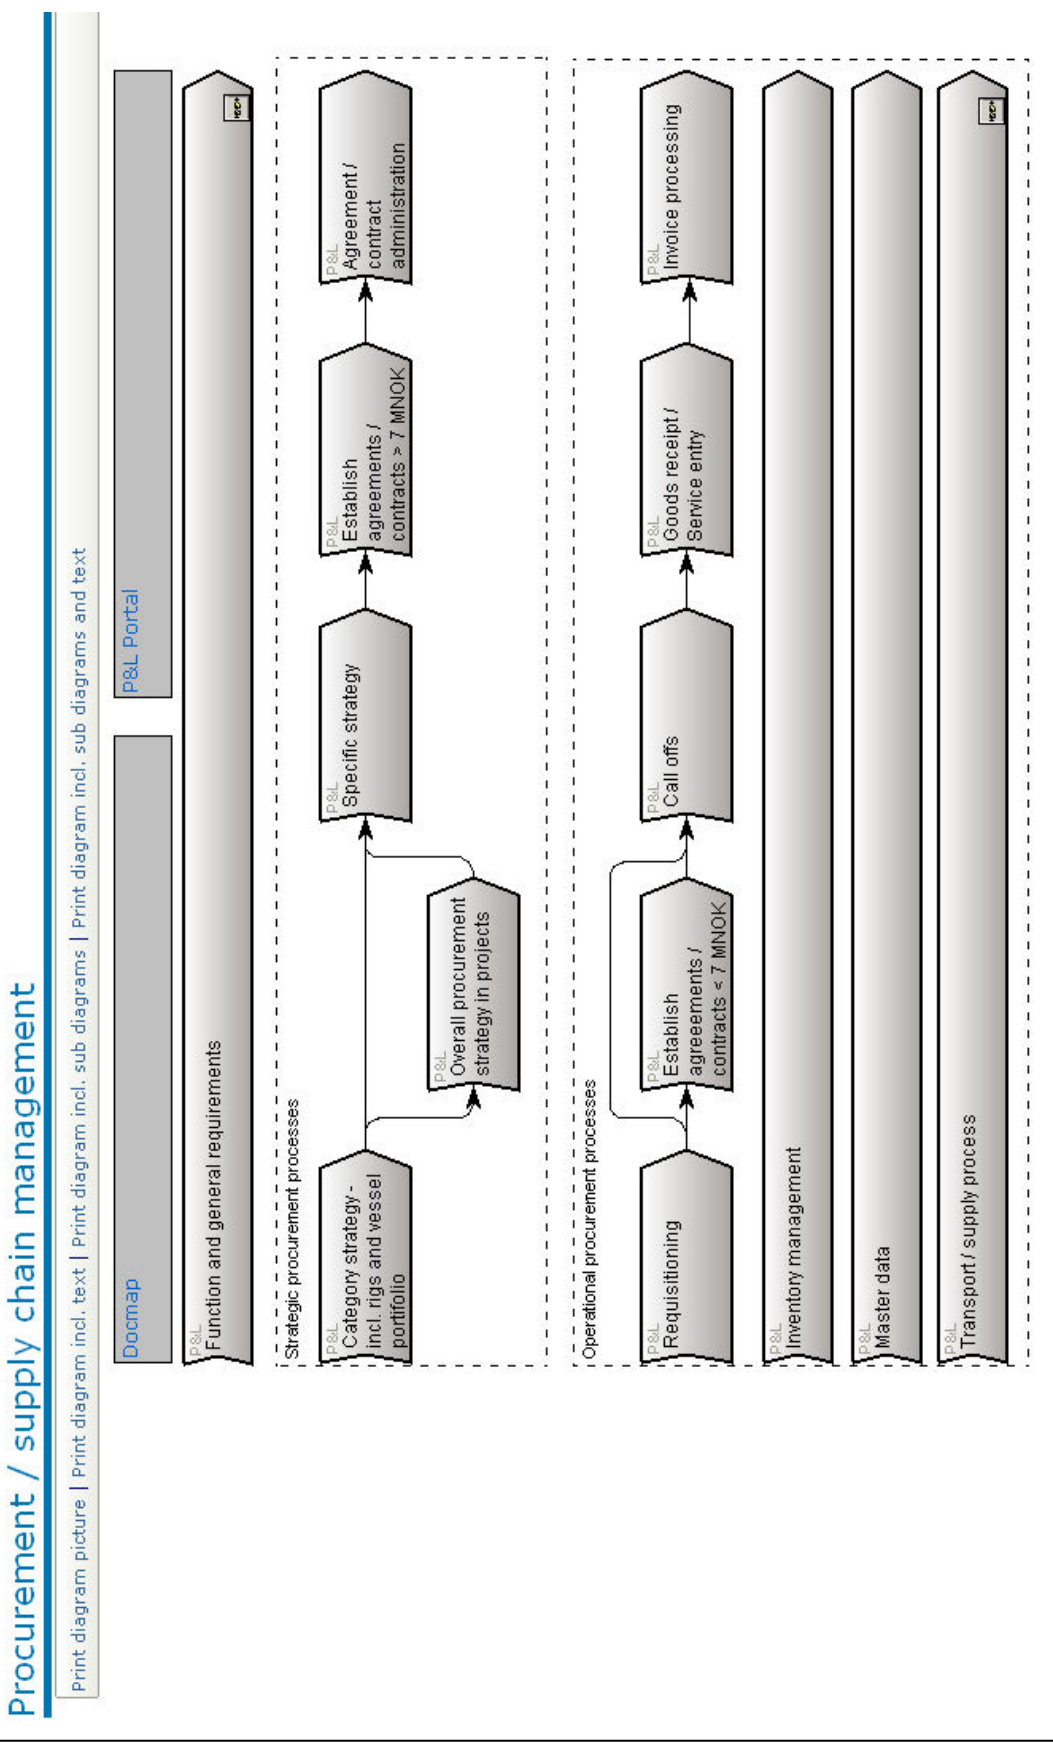 Procurement / supply chain management
Print diagram picture | Print diagram incl. text | Print diagram incl. sub diagrams | Print diagram incl. sub diagrams and text
Docmap
P&L Portal
P&L
Function and general requirements
Strategic procurement processes
P&L
Category strategy -
incl. rigs and vessel
portifolio
P&L
Overall procurement
strategy in projects
P&L
Specific strategy
P&L
Establish
agreements /
contracts > 7 MNOK
P&L
Agreement /
contract
administration
Operational procurement processes
P&L
Requisitioning
P&L
Establish
agreeements /
contracts < 7 MNOK
P&L
Call offs
P&L
Goods receipt /
Service entry
P&L
Invoice processing
P&L
Inventory management
P&L
Master data
P&L
Transport / supply process